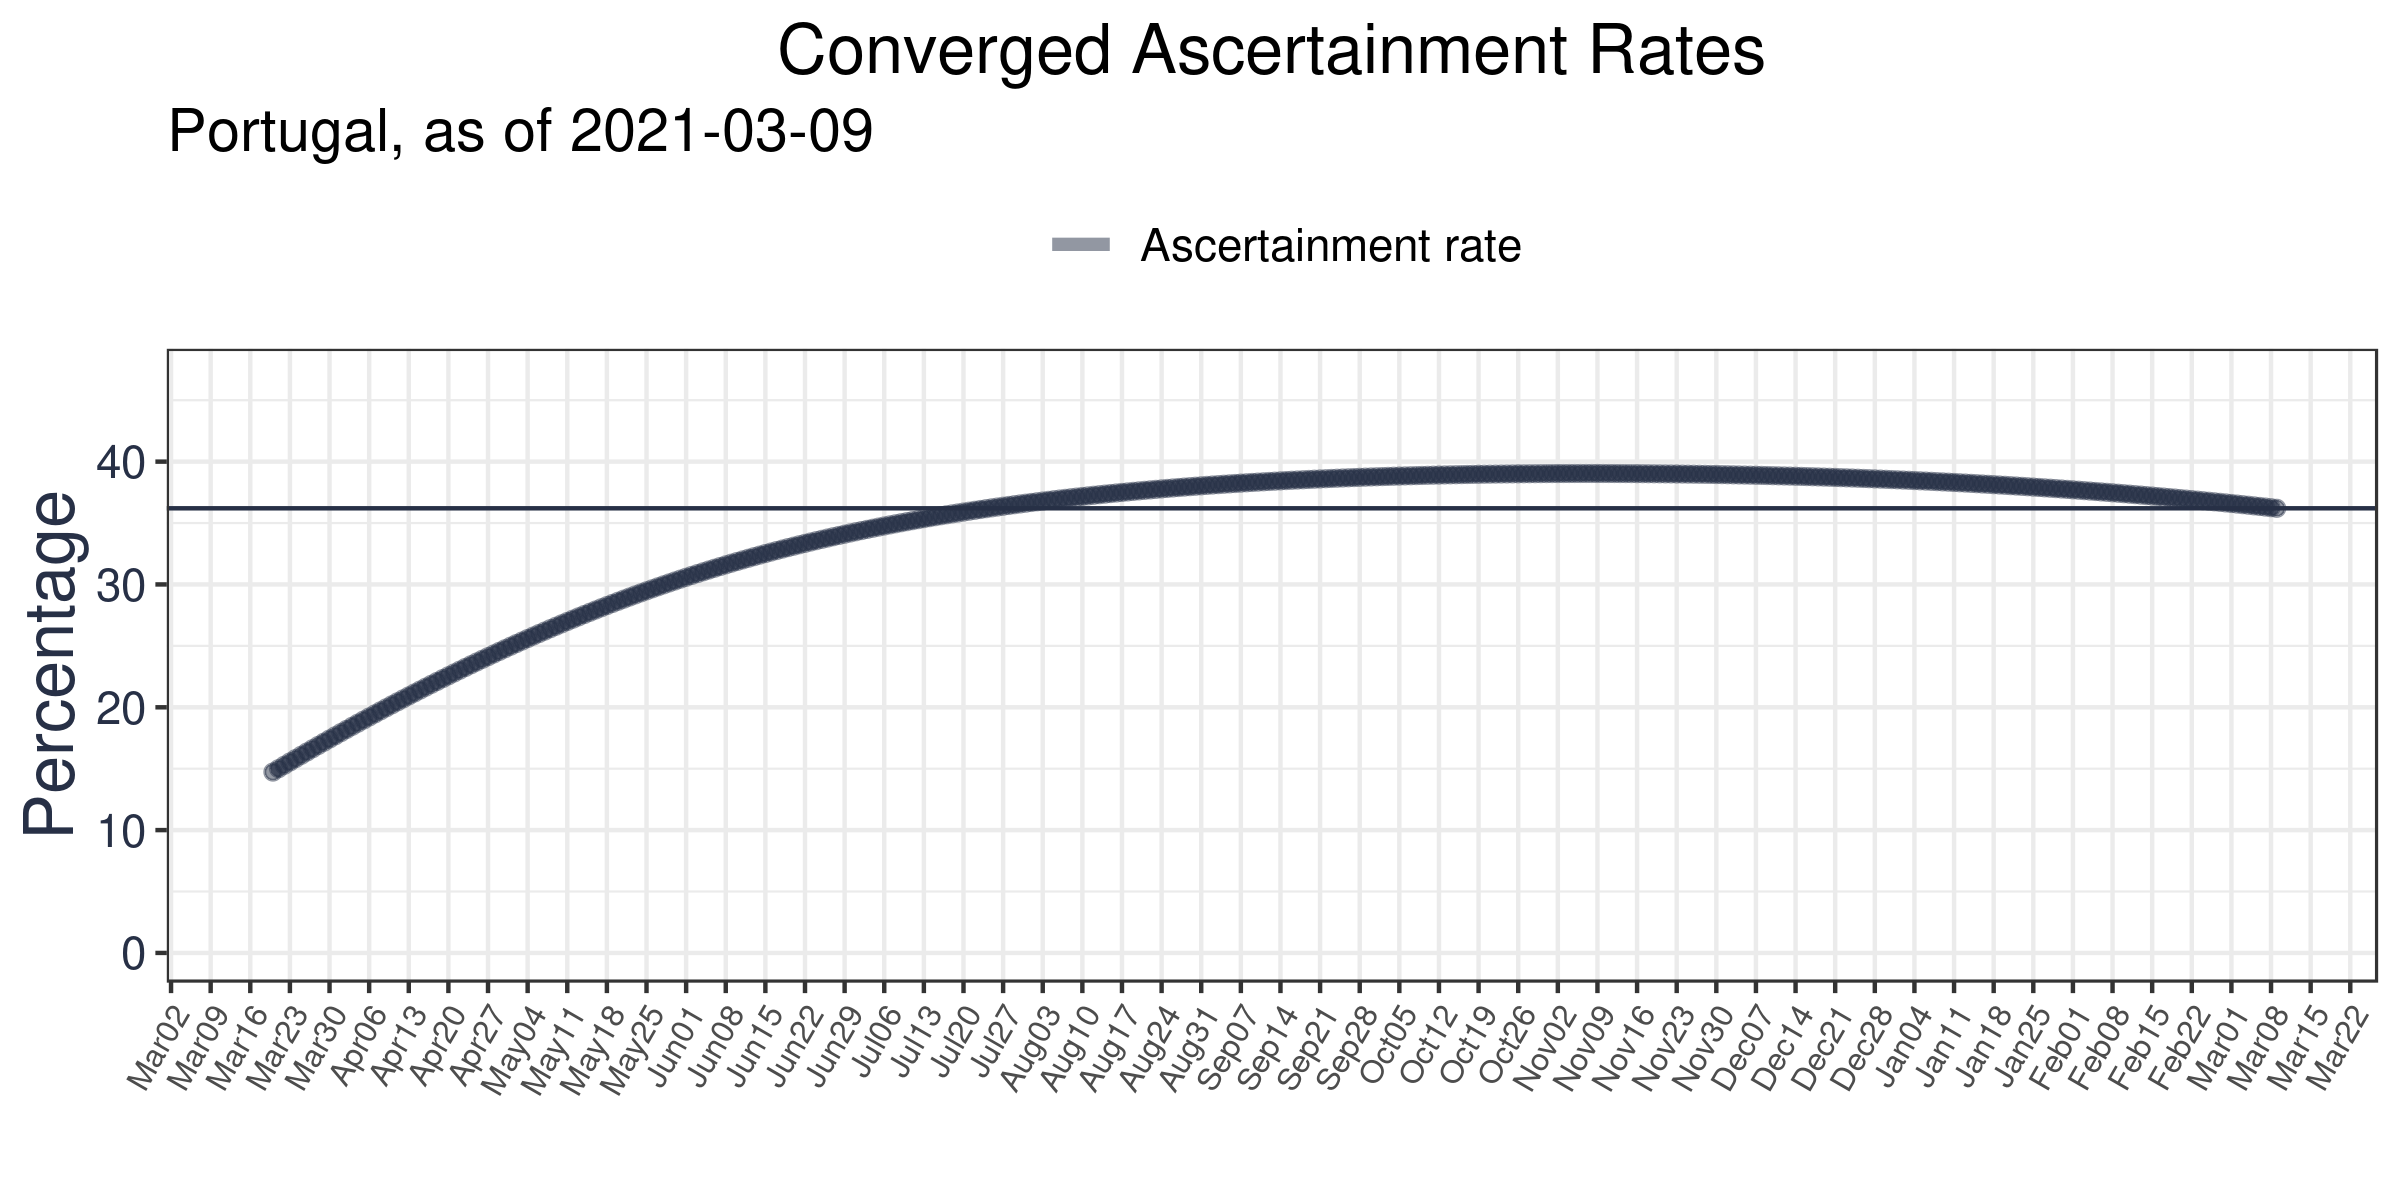 Converged Ascertainment Rates
Portugal, as of 2021-03-09
Ascertainment rate
Percentage
40
30
20
10
0
Mar02 Mar09 Mar16 Mar23 Mar30 Apr06 Apr13 Apr20 Apr27 May04 May11 May18 May25 Jun01 Jun08 Jun15 Jun22 Jun29 Jul06 Jul13 Jul20 Jul27 Aug03 Aug10 Aug17 Aug24 Aug31 Sep07 Sep14 Sep21 Sep28 Oct05 Oct12 Oct19 Oct26 Nov02 Nov09 Nov16 Nov23 Nov30 Dec07 Dec14 Dec21 Dec28 Jan04 Jan11 Jan18 Jan25 Feb01 Feb08 Feb15 Feb22 Mar01 Mar08 Mar15 Mar22